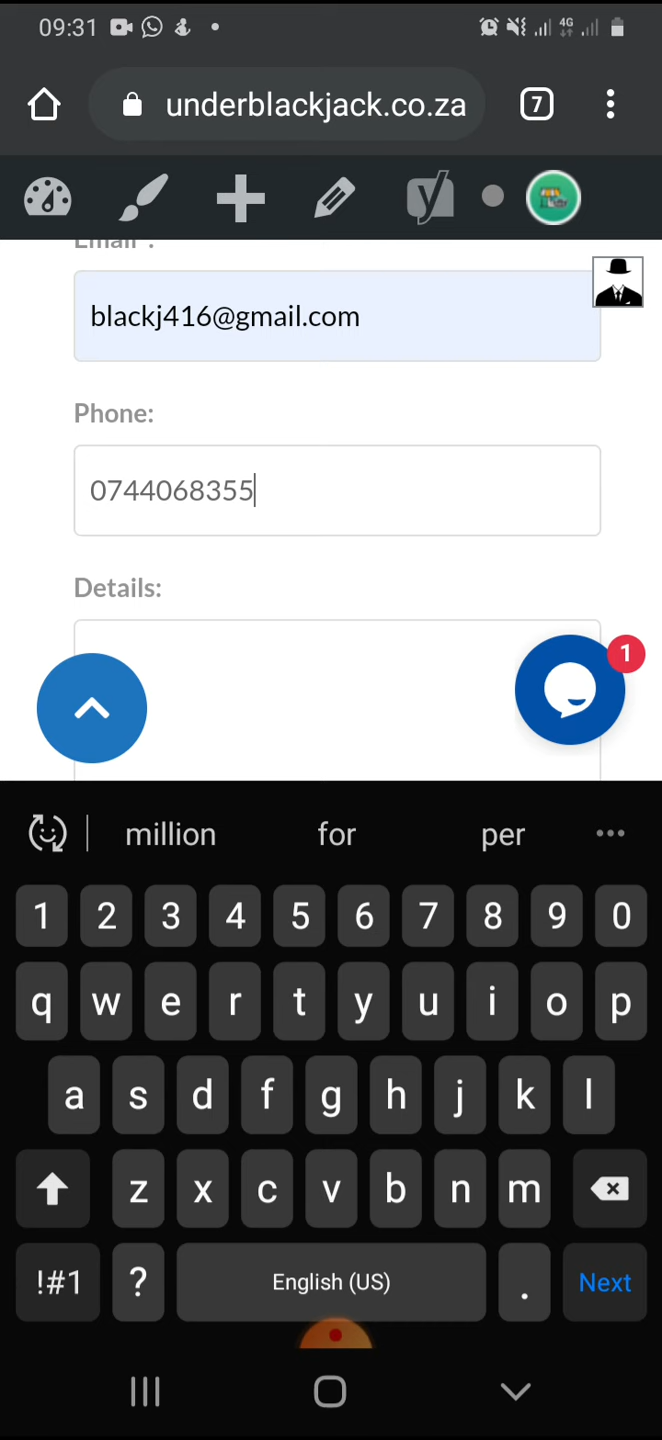 09:31
4G
underblackjack.co.za
7
Email :
blackj416@gmail.com
Phone:
0744068355
Details:
1
million for per
1 2 3 4 5 6 7 8 9 0
q w e r t y u i o p
a s d f g h j k l
z x c v b n m
!#1 ? English (US) . Next